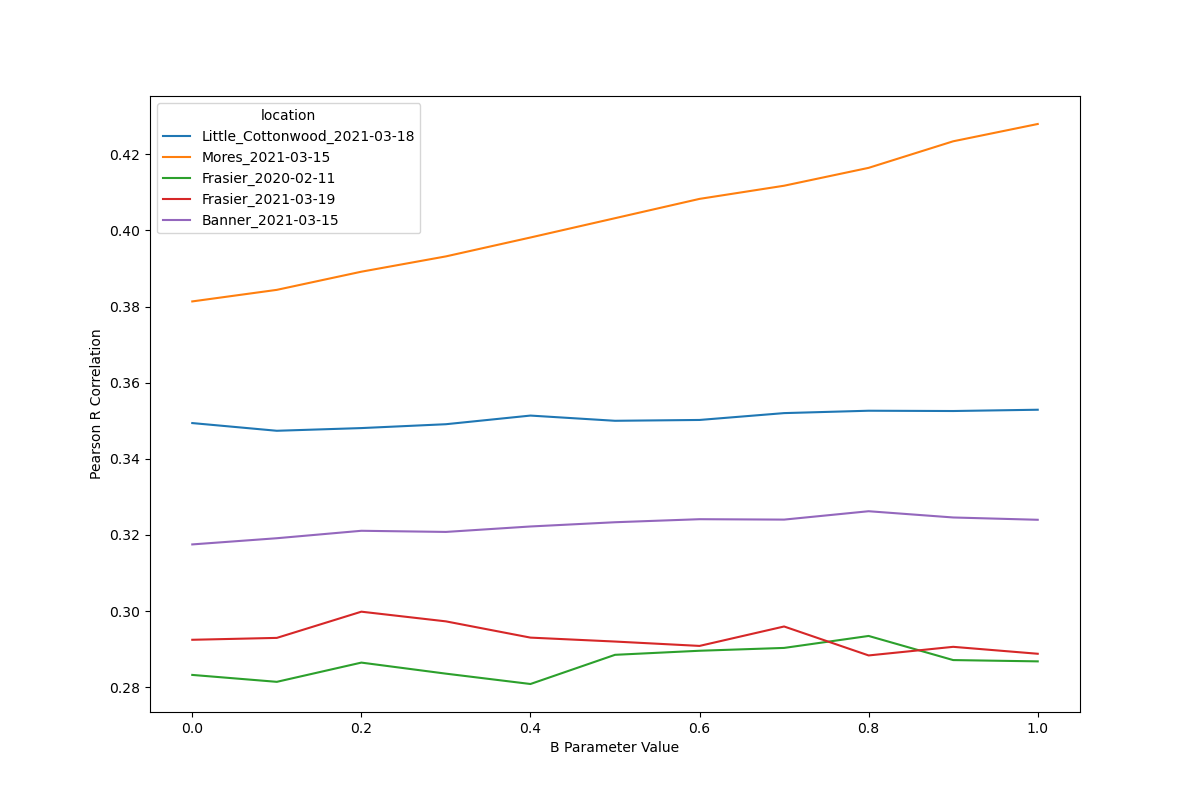 location
Little_Cottonwood_2021-03-18
Mores_2021-03-15
Frasier_2020-02-11
Frasier_2021-03-19
Banner_2021-03-15
Pearson R Correlation
0.42
0.40
0.38
0.36
0.34
0.32
0.30
0.28
0.0 0.2 0.4 0.6 0.8 1.0
B Parameter Value